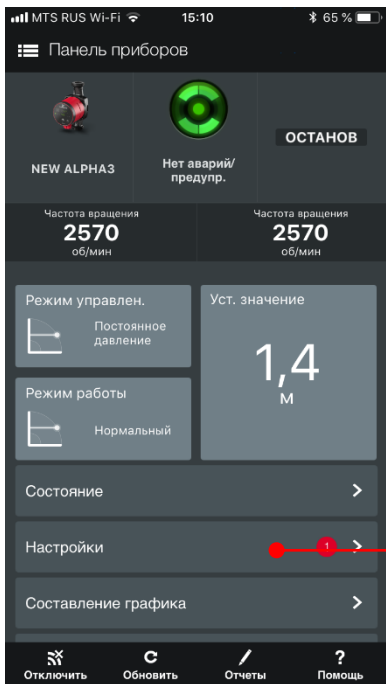 MTS RUS Wi-Fi 15:10 65 %
Панель приборов
NEW ALPHA3
Нет аварий/
предупр.
ОСТАНОВ
Частота вращения
2570
об/мин
Частота вращения
2570
об/мин
Режим управлен.
Постоянное
давление
Уст. значение
1,4
м
Режим работы
Нормальный
Состояние
Настройки
1
Составление графика
Отключить
Обновить
Отчеты
?
Помощь